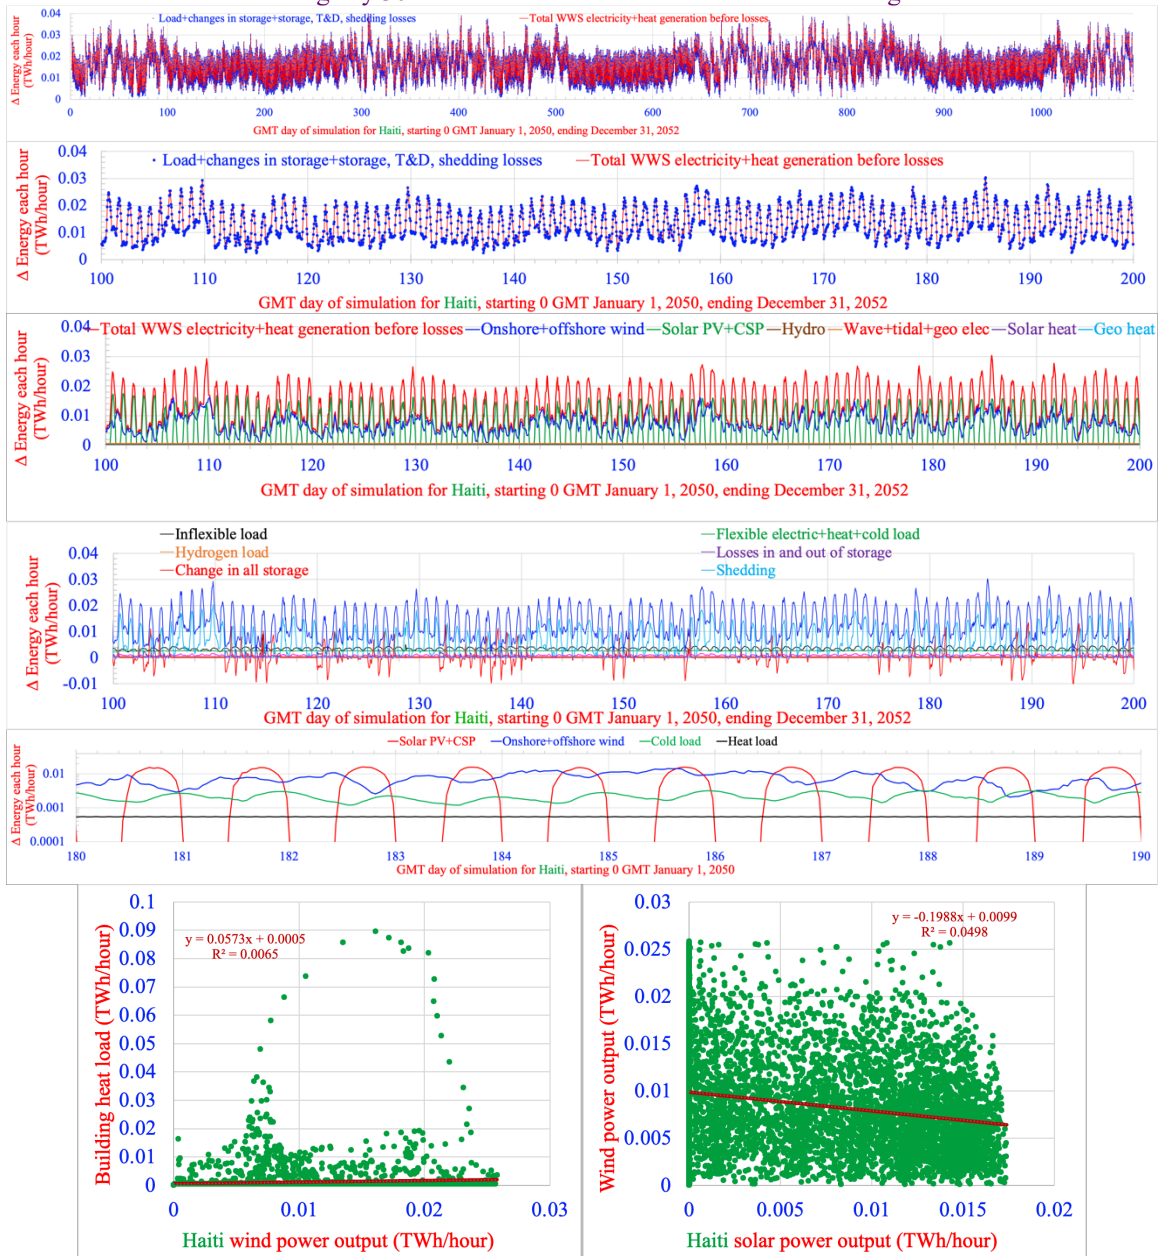 Load+changes in storage+storage, T&D, shedding losses
Total WWS electricity+heat generation before losses
Δ Energy each hour
(TWh/hour)
0.04
0.03
0.02
0.01
0
0 100 200 300 400 500 600 700 800 900 1000
GMT day of simulation for Haiti, starting 0 GMT January 1, 2050, ending December 31, 2052
Load+changes in storage+storage, T&D, shedding losses
Total WWS electricity+heat generation before losses
Δ Energy each hour
(TWh/hour)
0.04
0.03
0.02
0.01
0
100 110 120 130 140 150 160 170 180 190 200
GMT day of simulation for Haiti, starting 0 GMT January 1, 2050, ending December 31, 2052
Total WWS electricity+heat generation before losses Onshore+offshore wind Solar PV+CSP Hydro Wave+tidal+geo elec Solar heat Geo heat
Δ Energy each hour
(TWh/hour)
0.04
0.03
0.02
0.01
0
100 110 120 130 140 150 160 170 180 190 200
GMT day of simulation for Haiti, starting 0 GMT January 1, 2050, ending December 31, 2052
Inflexible load
Flexible electric+heat+cold load
Hydrogen load
Losses in and out of storage
Change in all storage
Shedding
Δ Energy each hour
(TWh/hour)
0.04
0.03
0.02
0.01
0
-0.01
100 110 120 130 140 150 160 170 180 190 200
GMT day of simulation for Haiti, starting 0 GMT January 1, 2050, ending December 31, 2052
Solar PV+CSP Onshore+offshore wind Cold load Heat load
Δ Energy each hour
(TWh/hour)
0.01
0.001
0.0001
180 181 182 183 184 185 186 187 188 189 190
GMT day of simulation for Haiti, starting 0 GMT January 1, 2050
Building heat load (TWh/hour)
0.1
0.09
0.08
0.07
0.06
0.05
0.04
0.03
0.02
0.01
0
y = 0.0573x + 0.0005
R² = 0.0065
0 0.01 0.02 0.03
Haiti wind power output (TWh/hour)
Wind power output (TWh/hour)
0.03
0.025
0.02
0.015
0.01
0.005
0
y = -0.1988x + 0.0099
R² = 0.0498
0 0.005 0.01 0.015 0.02
Haiti solar power output (TWh/hour)